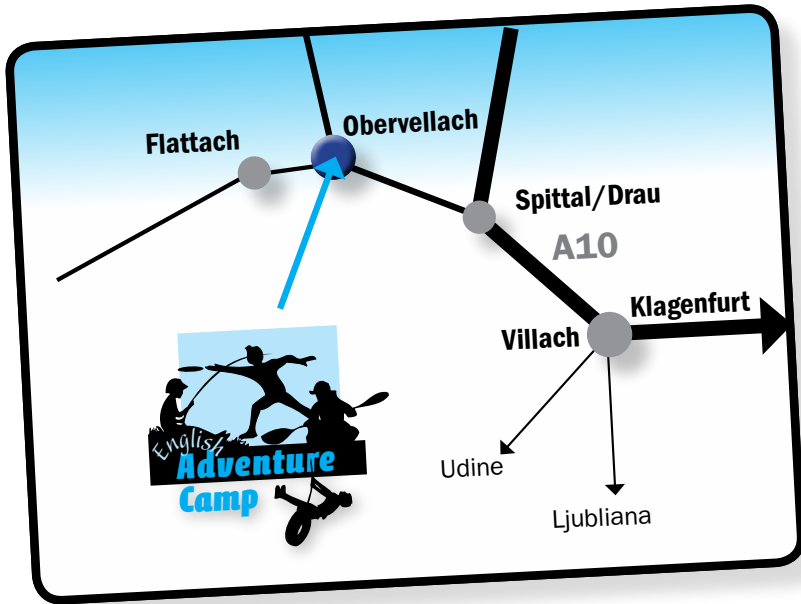 Obervellach
Flattach
Spittal/Drau
A10
Klagenfurt
Villach
Udine
Ljubliana
English
Adventure
Camp